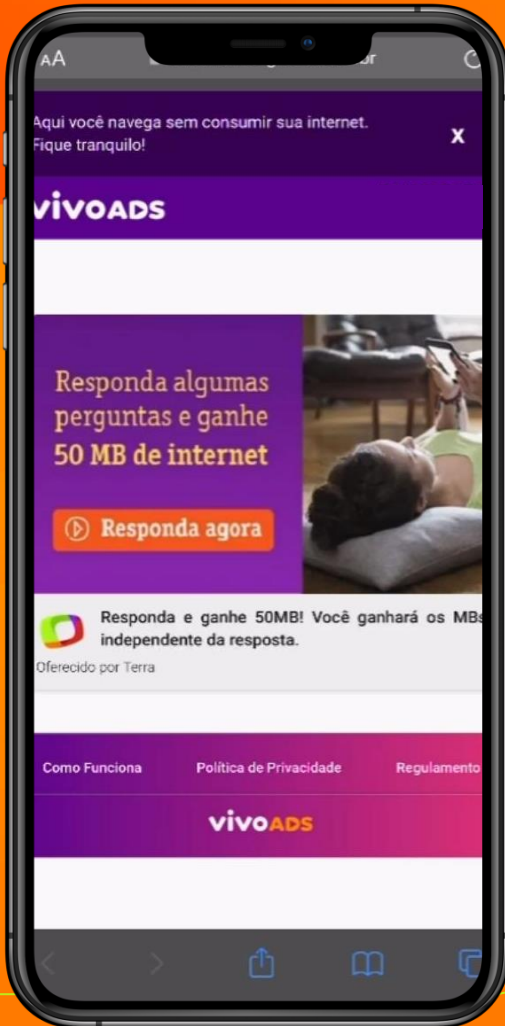 AA
Aqui você navega sem consumir sua internet.
Fique tranquilo!
X
vivoADS
Responda algumas
perguntas e ganhe
50 MB de internet
Responda agora
Responda e ganhe 50MB! Você ganhará os MBs
independente da resposta.
Oferecido por Terra
Como Funciona Política de Privacidade Regulamento
vivoADS